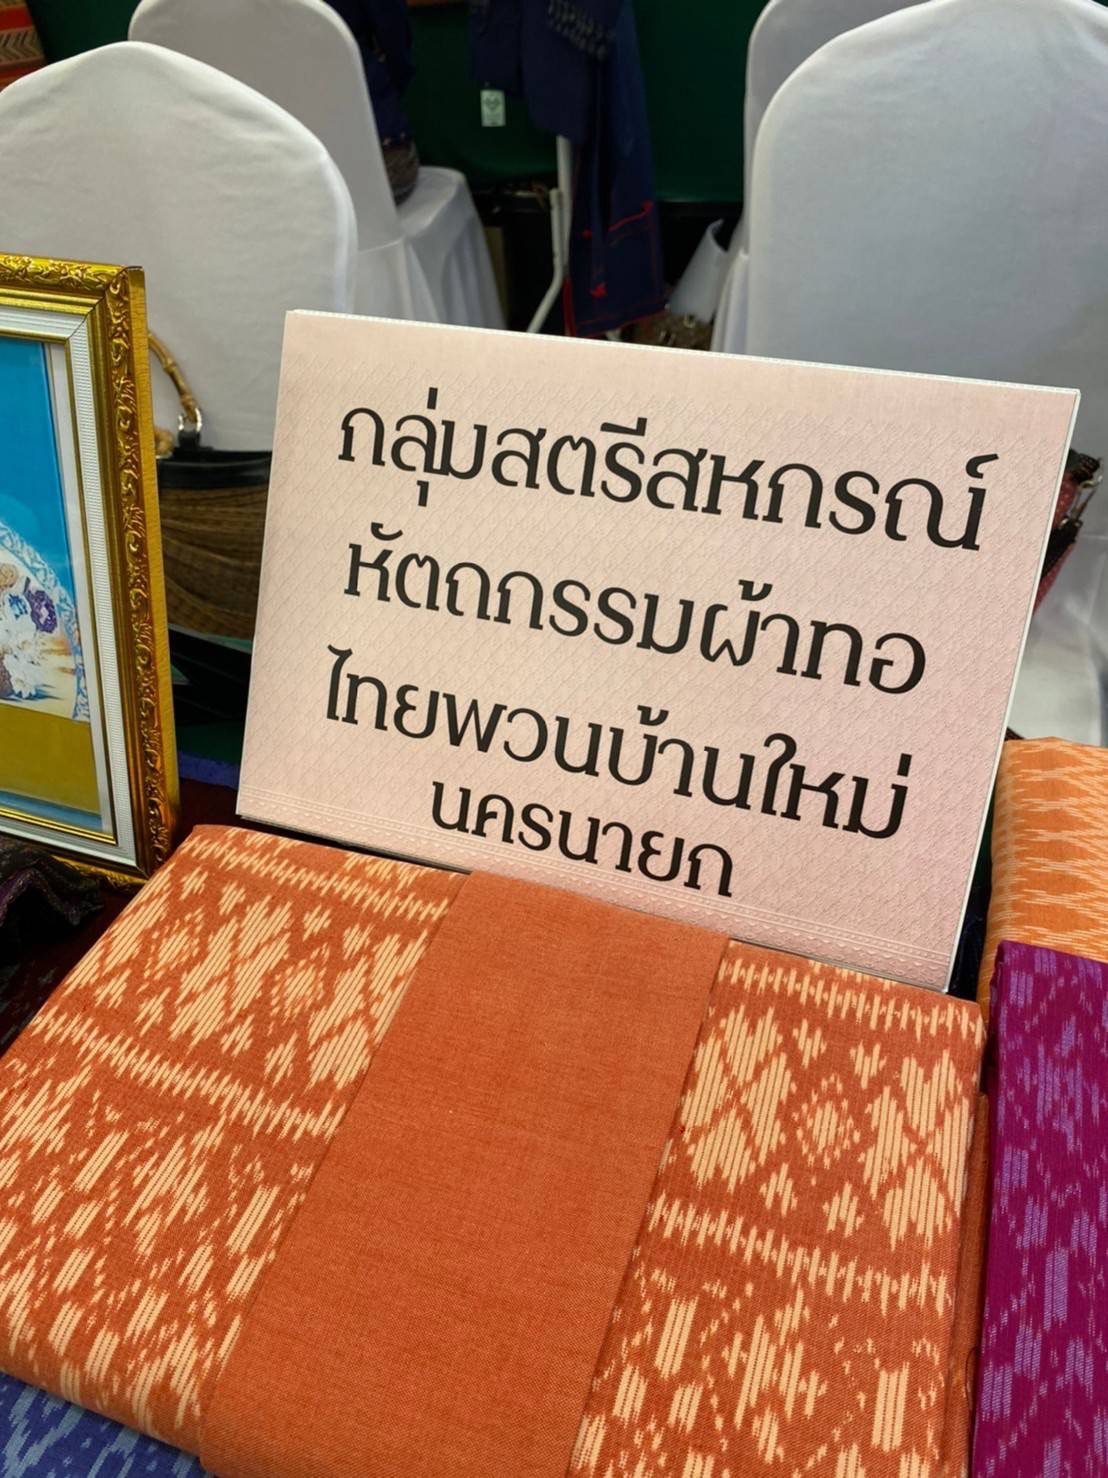 กลุ่มสตรีสหกรณ์
หัตถกรรมผ้าทอ
ไทยพวนบ้านใหม่
นครนายก